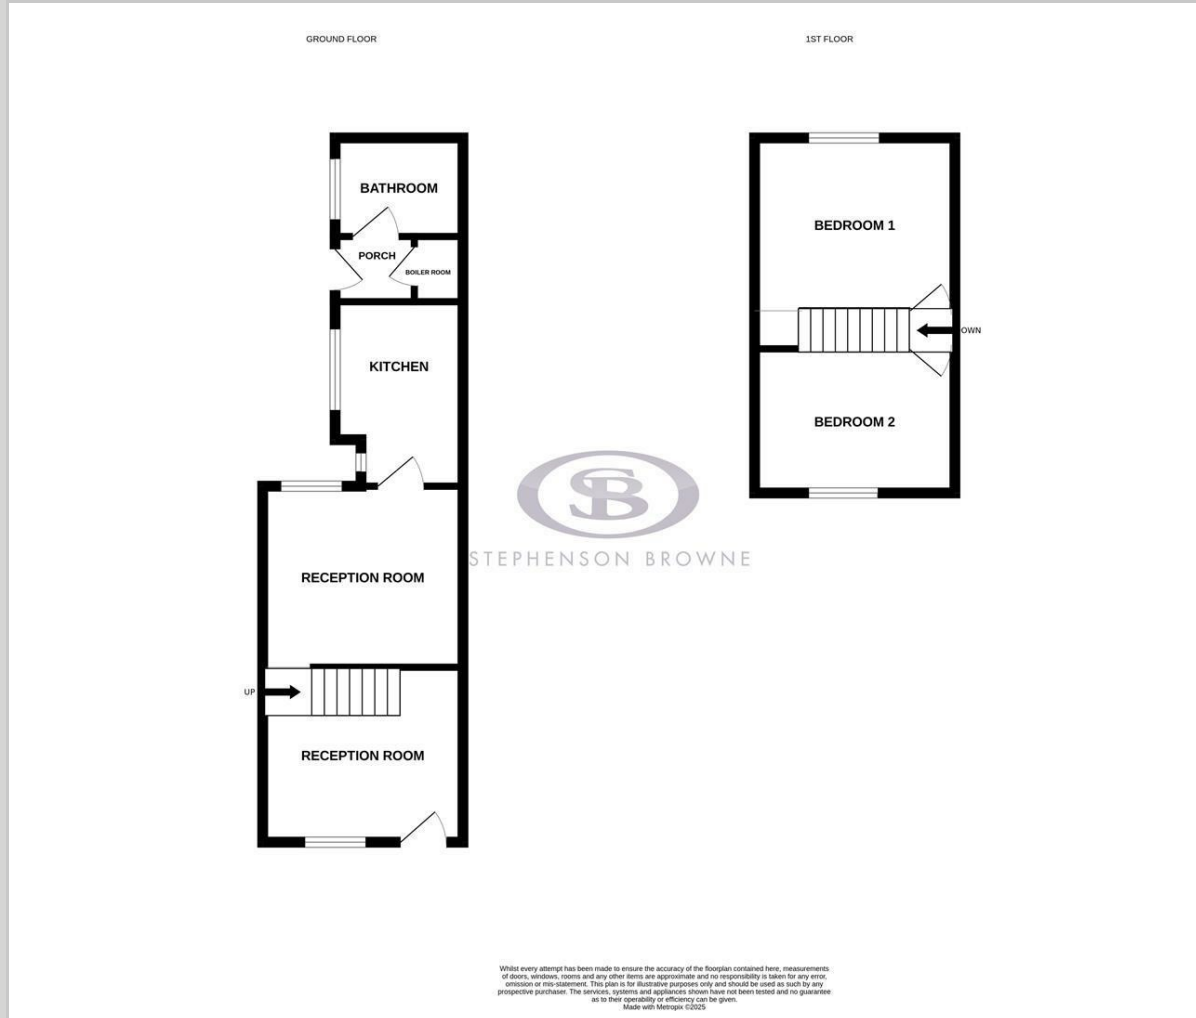 GROUND FLOOR
1ST FLOOR
BATHROOM
PORCH
BOILER ROOM
KITCHEN
RECEPTION ROOM
UP
RECEPTION ROOM
BEDROOM 1
OWN
BEDROOM 2
SB
STEPHENSON BROWNE
Whilst every attempt has been made to ensure the accuracy of the floorplan contained here, measurements
of doors, windows, rooms and any other items are approximate and no responsibility is taken for any error,
omission or mis-statement. This plan is for illustrative purposes only and should be used as such by any
prospective purchaser. The services, systems and appliances shown have not been tested and no guarantee
as to their operability or efficiency can be given.
Made with Metropix ©2025